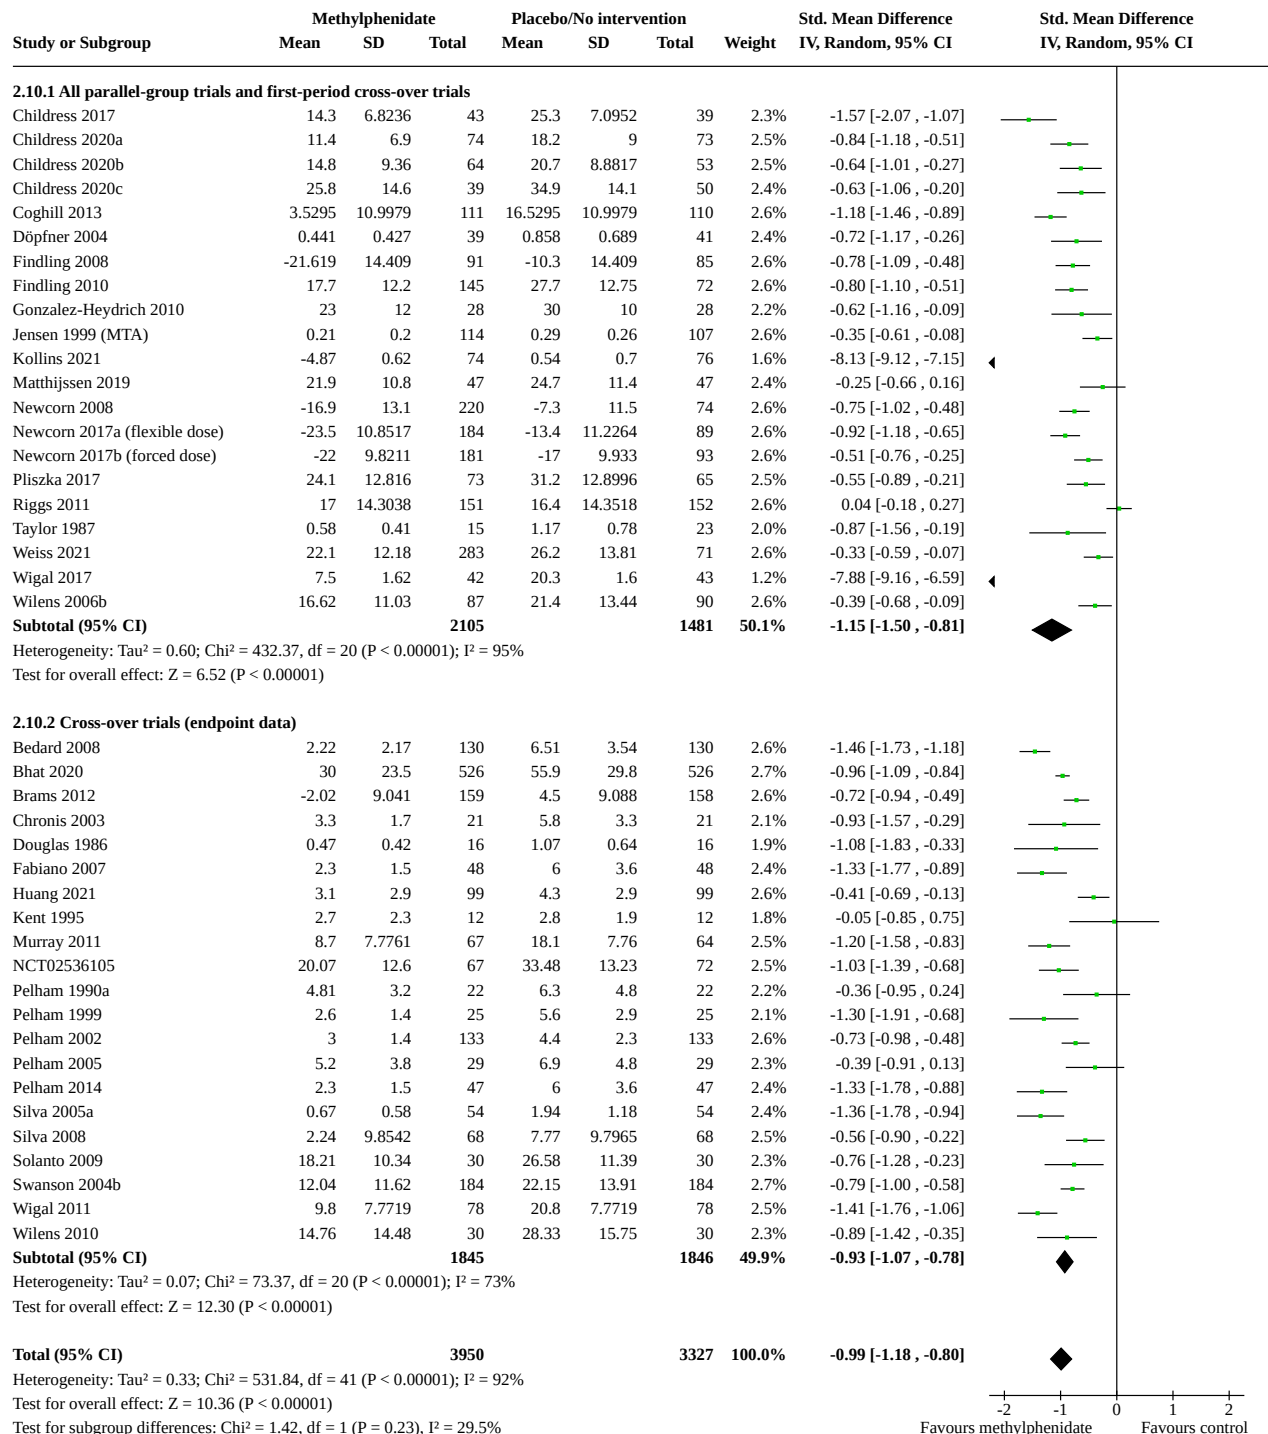 Methylphenidate Placebo/No intervention Std. Mean Difference Std. Mean Difference
Study or Subgroup Mean SD Total Mean SD Total Weight IV, Random, 95% CI IV, Random, 95% CI
2.10.1 All parallel-group trials and first-period cross-over trials
Childress 2017 14.3 6.8236 43 25.3 7.0952 39 2.3% -1.57 [-2.07 , -1.07]
Childress 2020a 11.4 6.9 74 18.2 9 73 2.5% -0.84 [-1.18 , -0.51]
Childress 2020b 14.8 9.36 64 20.7 8.8817 53 2.5% -0.64 [-1.01 , -0.27]
Childress 2020c 25.8 14.6 39 34.9 14.1 50 2.4% -0.63 [-1.06 , -0.20]
Coghill 2013 3.5295 10.9979 111 16.5295 10.9979 110 2.6% -1.18 [-1.46 , -0.89]
Döpfner 2004 0.441 0.427 39 0.858 0.689 41 2.4% -0.72 [-1.17 , -0.26]
Findling 2008 -21.619 14.409 91 -10.3 14.409 85 2.6% -0.78 [-1.09 , -0.48]
Findling 2010 17.7 12.2 145 27.7 12.75 72 2.6% -0.80 [-1.10 , -0.51]
Gonzalez-Heydrich 2010 23 12 28 30 10 28 2.2% -0.62 [-1.16 , -0.09]
Jensen 1999 (MTA) 0.21 0.2 114 0.29 0.26 107 2.6% -0.35 [-0.61 , -0.08]
Kollins 2021 -4.87 0.62 74 0.54 0.7 76 1.6% -8.13 [-9.12 , -7.15]
Matthijssen 2019 21.9 10.8 47 24.7 11.4 47 2.4% -0.25 [-0.66 , 0.16]
Newcorn 2008 -16.9 13.1 220 -7.3 11.5 74 2.6% -0.75 [-1.02 , -0.48]
Newcorn 2017a (flexible dose) -23.5 10.8517 184 -13.4 11.2264 89 2.6% -0.92 [-1.18 , -0.65]
Newcorn 2017b (forced dose) -22 9.8211 181 -17 9.933 93 2.6% -0.51 [-0.76 , -0.25]
Pliszka 2017 24.1 12.816 73 31.2 12.8996 65 2.5% -0.55 [-0.89 , -0.21]
Riggs 2011 17 14.3038 151 16.4 14.3518 152 2.6% 0.04 [-0.18 , 0.27]
Taylor 1987 0.58 0.41 15 1.17 0.78 23 2.0% -0.87 [-1.56 , -0.19]
Weiss 2021 22.1 12.18 283 26.2 13.81 71 2.6% -0.33 [-0.59 , -0.07]
Wigal 2017 7.5 1.62 42 20.3 1.6 43 1.2% -7.88 [-9.16 , -6.59]
Wilens 2006b 16.62 11.03 87 21.4 13.44 90 2.6% -0.39 [-0.68 , -0.09]
Subtotal (95% CI) 2105 1481 50.1% -1.15 [-1.50 , -0.81]
Heterogeneity: Tau² = 0.60; Chi² = 432.37, df = 20 (P < 0.00001); I² = 95%
Test for overall effect: Z = 6.52 (P < 0.00001)
2.10.2 Cross-over trials (endpoint data)
Bedard 2008 2.22 2.17 130 6.51 3.54 130 2.6% -1.46 [-1.73 , -1.18]
Bhat 2020 30 23.5 526 55.9 29.8 526 2.7% -0.96 [-1.09 , -0.84]
Brams 2012 -2.02 9.041 159 4.5 9.088 158 2.6% -0.72 [-0.94 , -0.49]
Chronis 2003 3.3 1.7 21 5.8 3.3 21 2.1% -0.93 [-1.57 , -0.29]
Douglas 1986 0.47 0.42 16 1.07 0.64 16 1.9% -1.08 [-1.83 , -0.33]
Fabiano 2007 2.3 1.5 48 6 3.6 48 2.4% -1.33 [-1.77 , -0.89]
Huang 2021 3.1 2.9 99 4.3 2.9 99 2.6% -0.41 [-0.69 , -0.13]
Kent 1995 2.7 2.3 12 2.8 1.9 12 1.8% -0.05 [-0.85 , 0.75]
Murray 2011 8.7 7.7761 67 18.1 7.76 64 2.5% -1.20 [-1.58 , -0.83]
NCT02536105 20.07 12.6 67 33.48 13.23 72 2.5% -1.03 [-1.39 , -0.68]
Pelham 1990a 4.81 3.2 22 6.3 4.8 22 2.2% -0.36 [-0.95 , 0.24]
Pelham 1999 2.6 1.4 25 5.6 2.9 25 2.1% -1.30 [-1.91 , -0.68]
Pelham 2002 3 1.4 133 4.4 2.3 133 2.6% -0.73 [-0.98 , -0.48]
Pelham 2005 5.2 3.8 29 6.9 4.8 29 2.3% -0.39 [-0.91 , 0.13]
Pelham 2014 2.3 1.5 47 6 3.6 47 2.4% -1.33 [-1.78 , -0.88]
Silva 2005a 0.67 0.58 54 1.94 1.18 54 2.4% -1.36 [-1.78 , -0.94]
Silva 2008 2.24 9.8542 68 7.77 9.7965 68 2.5% -0.56 [-0.90 , -0.22]
Solanto 2009 18.21 10.34 30 26.58 11.39 30 2.3% -0.76 [-1.28 , -0.23]
Swanson 2004b 12.04 11.62 184 22.15 13.91 184 2.7% -0.79 [-1.00 , -0.58]
Wigal 2011 9.8 7.7719 78 20.8 7.7719 78 2.5% -1.41 [-1.76 , -1.06]
Wilens 2010 14.76 14.48 30 28.33 15.75 30 2.3% -0.89 [-1.42 , -0.35]
Subtotal (95% CI) 1845 1846 49.9% -0.93 [-1.07 , -0.78]
Heterogeneity: Tau² = 0.07; Chi² = 73.37, df = 20 (P < 0.00001); I² = 73%
Test for overall effect: Z = 12.30 (P < 0.00001)
Total (95% CI) 3950 3327 100.0% -0.99 [-1.18 , -0.80]
Heterogeneity: Tau² = 0.33; Chi² = 531.84, df = 41 (P < 0.00001); I² = 92%
Test for overall effect: Z = 10.36 (P < 0.00001)
-2 -1 0 1 2
Test for subgroup differences: Chi² = 1.42, df = 1 (P = 0.23), I² = 29.5% Favours methylphenidate Favours control